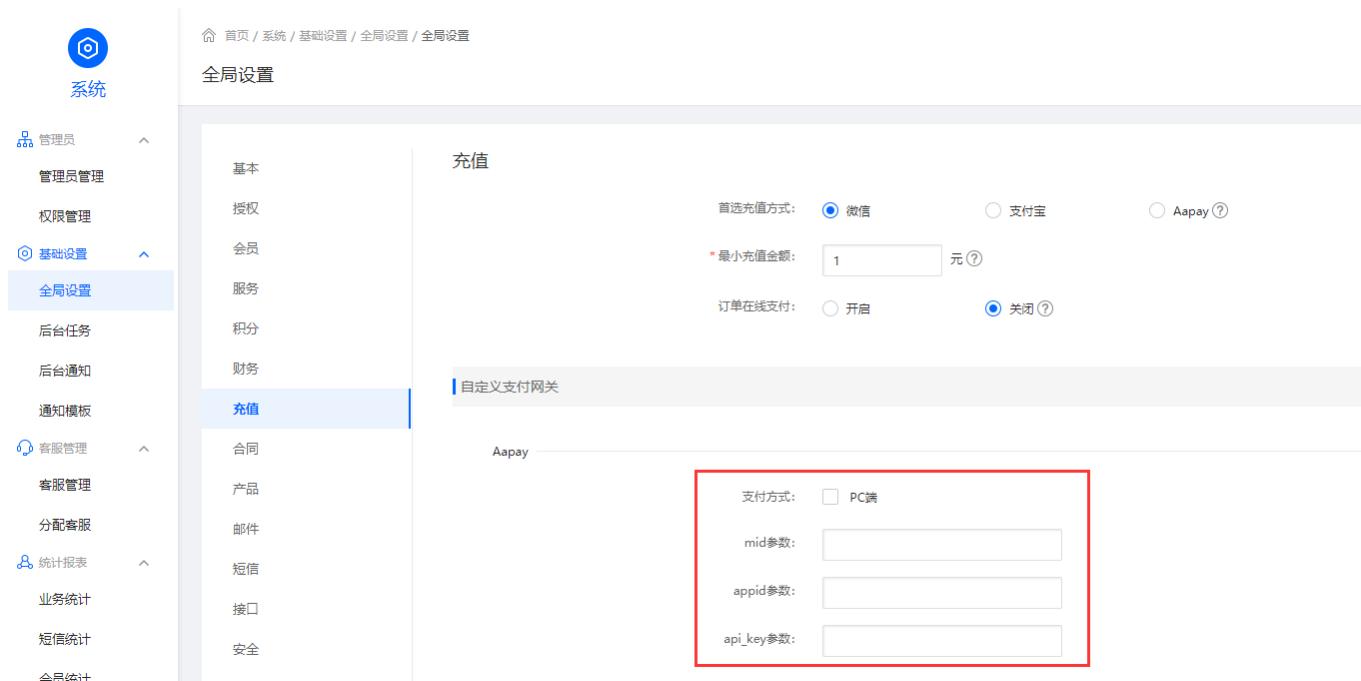 系统
管理员
管理员管理
权限管理
基础设置
全局设置
后台任务
后台通知
通知模板
客服管理
客服管理
分配客服
统计报表
业务统计
短信统计
会员统计
首页 / 系统 / 基础设置 / 全局设置 / 全局设置
全局设置
基本
授权
会员
服务
积分
财务
充值
合同
产品
邮件
短信
接口
安全
充值
首选充值方式: 微信 支付宝 Aapay ?
* 最小充值金额: 1 元 ?
订单在线支付: 开启 关闭 ?
自定义支付网关
Aapay
支付方式: PC端
mid参数:
appid参数:
api_key参数: